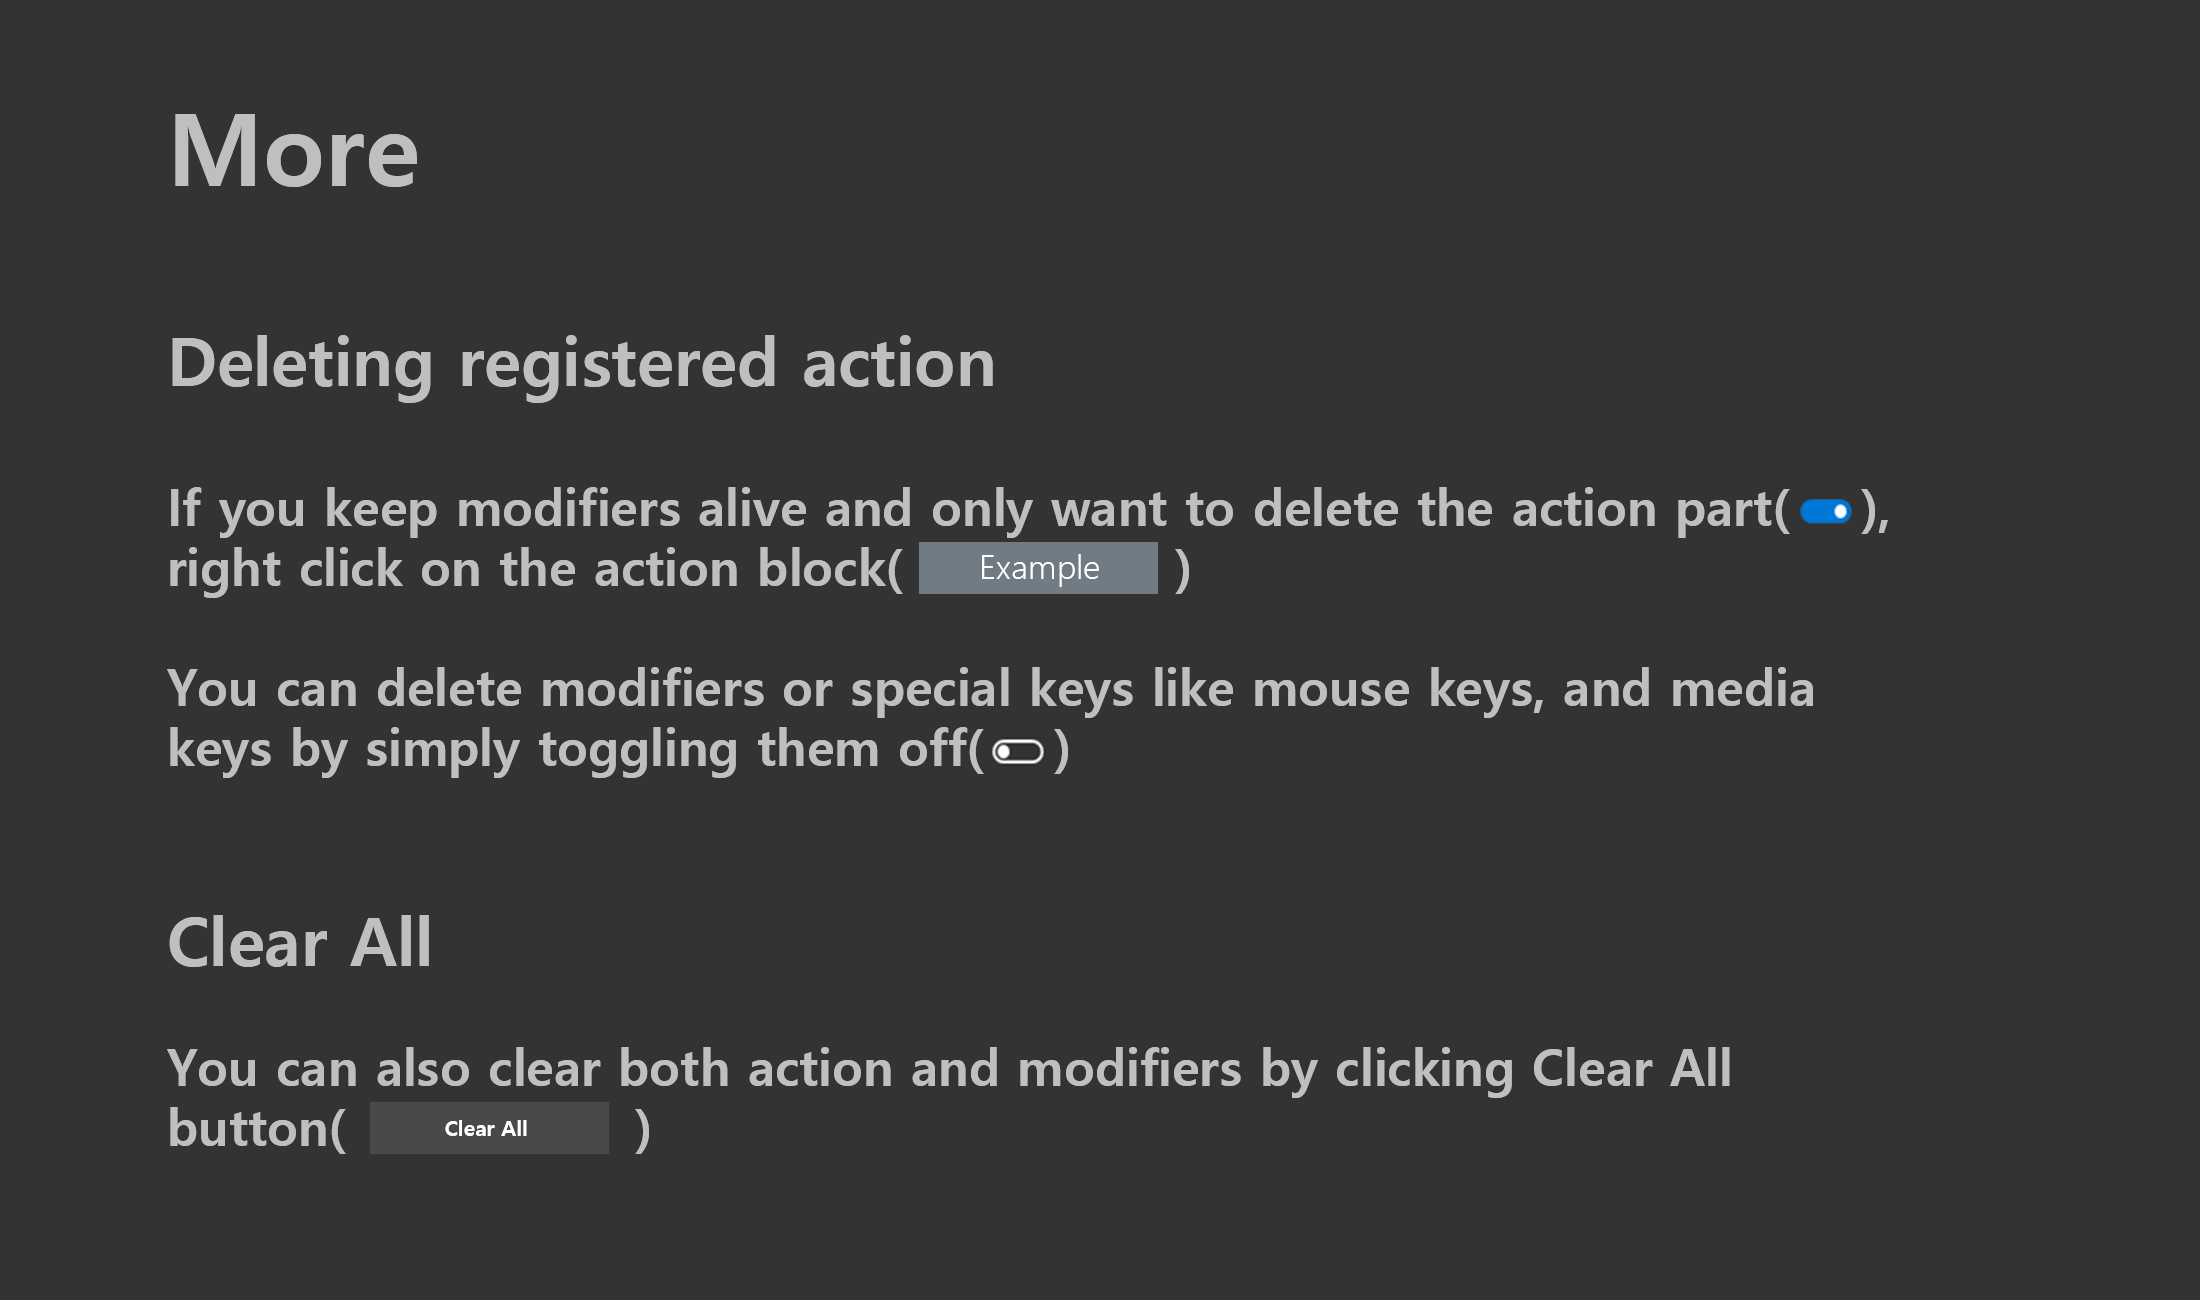 More
Deleting registered action
If you keep modifiers alive and only want to delete the action part( ),
right click on the action block( Example )
You can delete modifiers or special keys like mouse keys, and media
keys by simply toggling them off( )
Clear All
You can also clear both action and modifiers by clicking Clear All
button( Clear All )